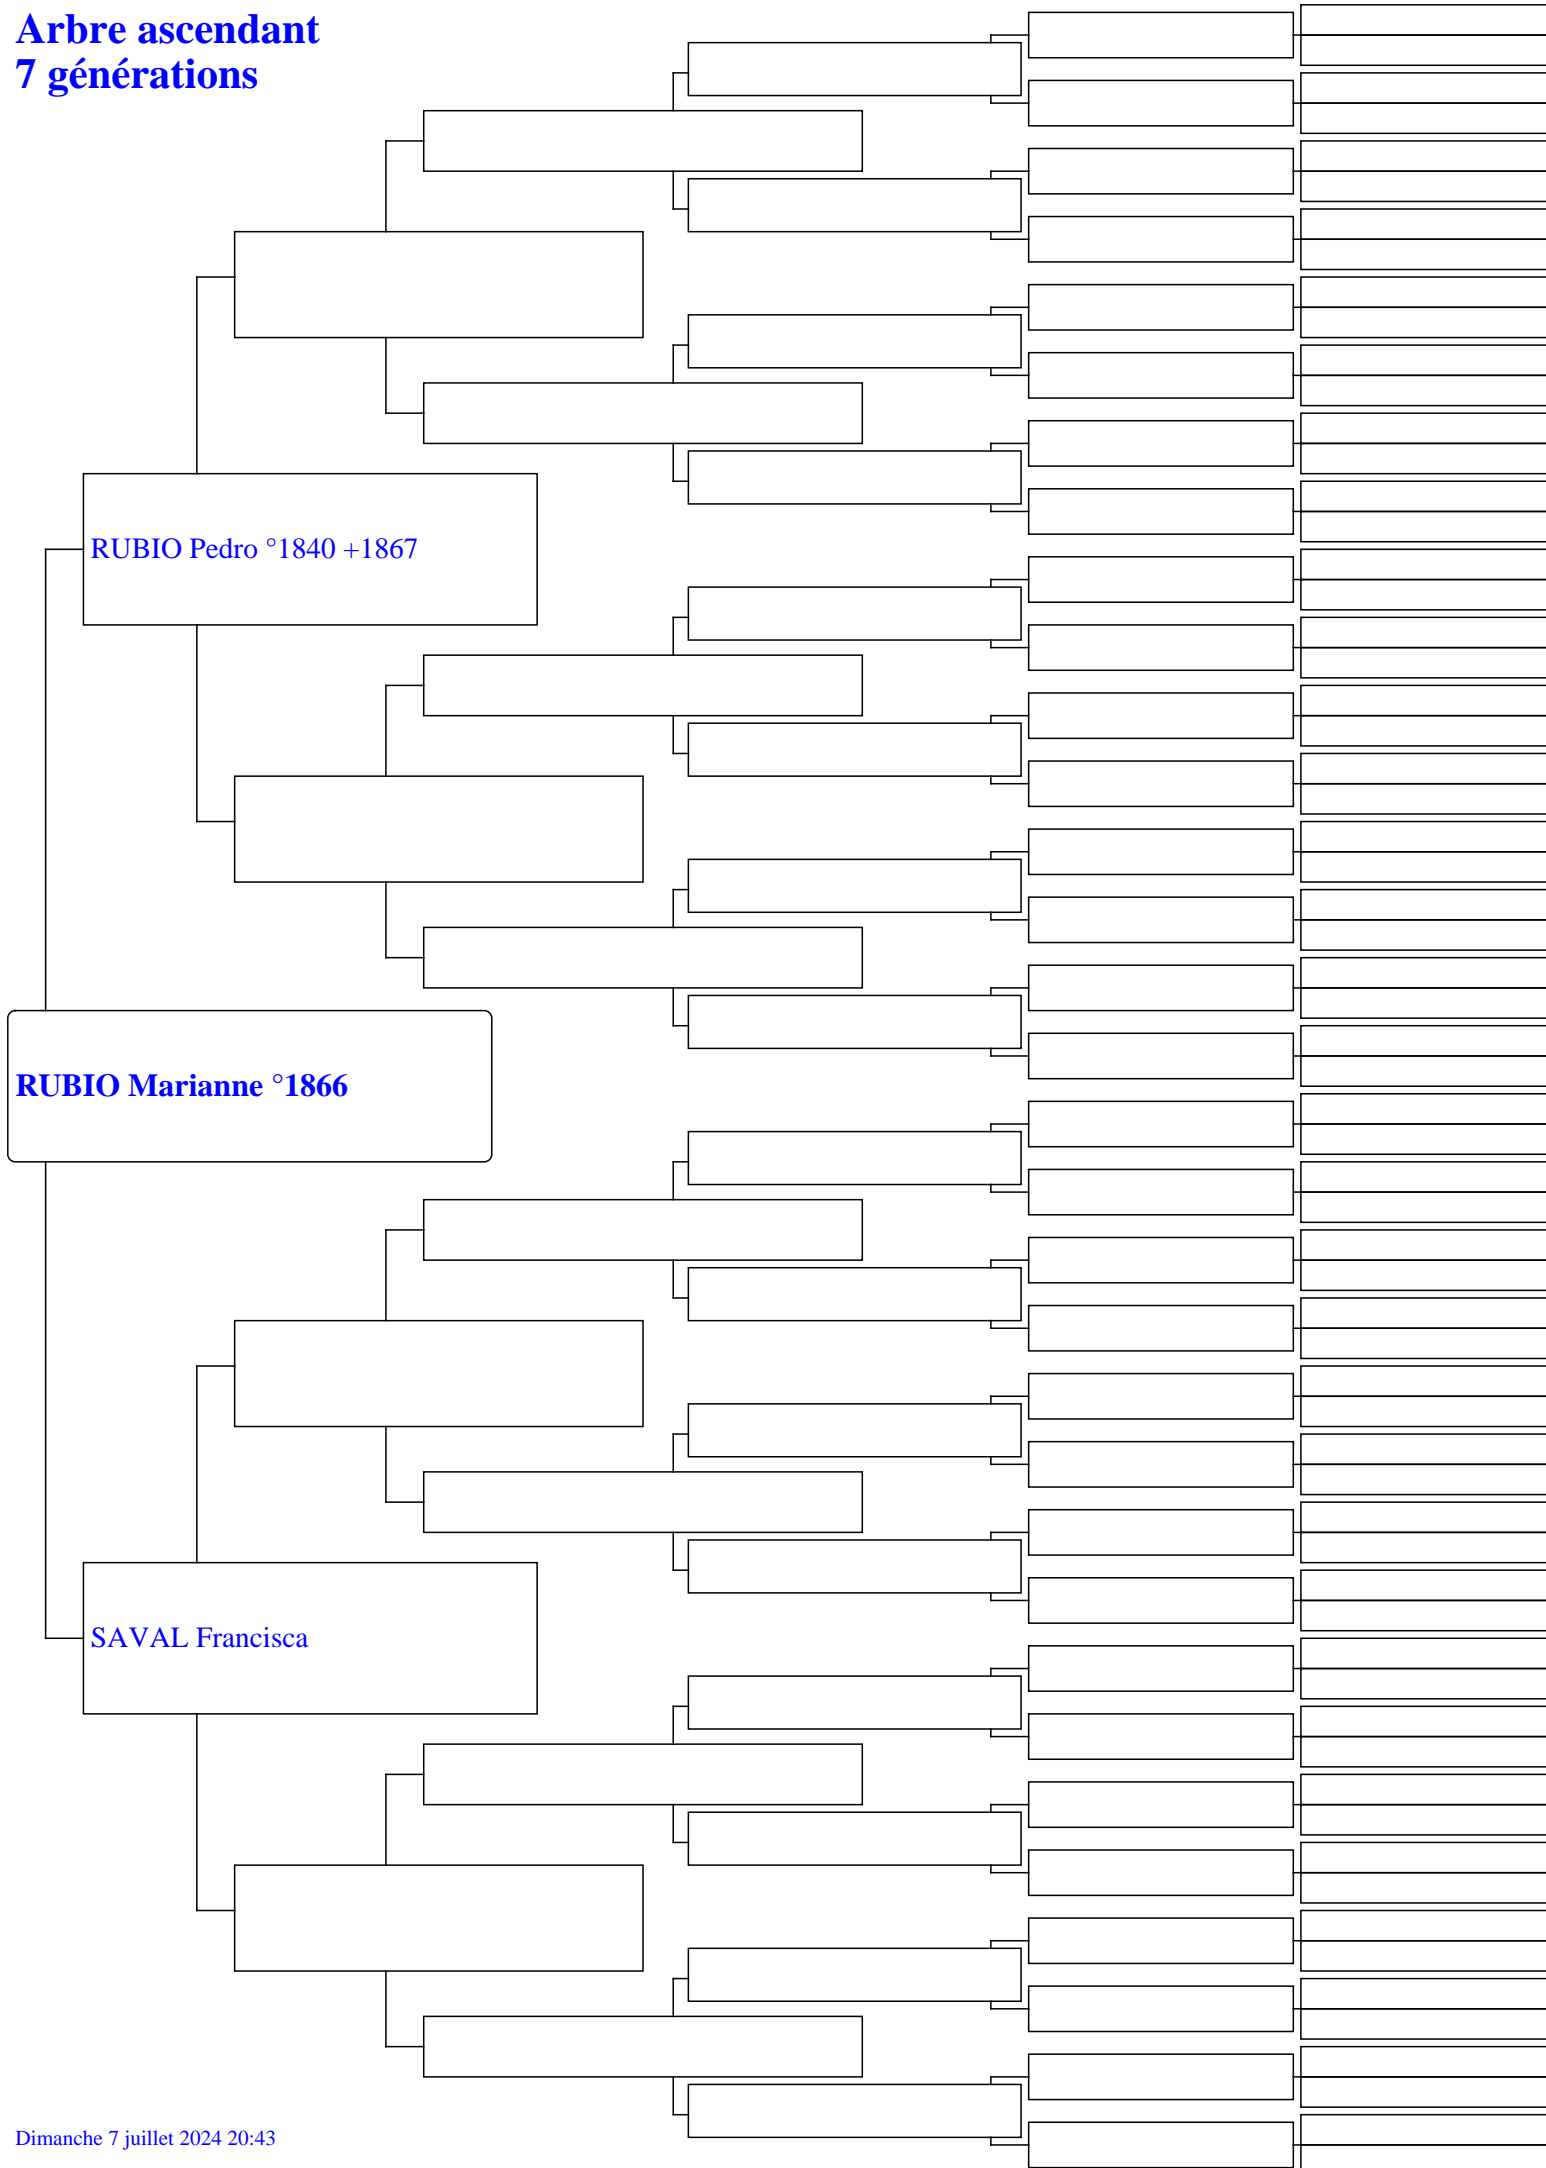 Arbre ascendant
7 générations
RUBIO Pedro °1840 +1867
RUBIO Marianne °1866
SAVAL Francisca
Dimanche 7 juillet 2024 20:43